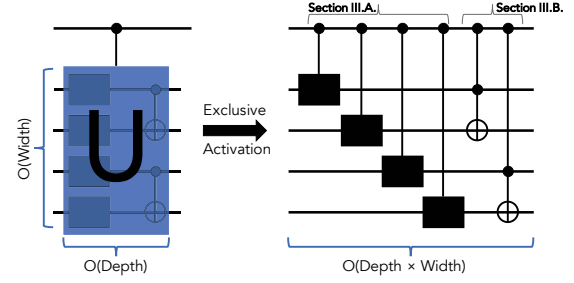 Section III.A.
Section III.B.
U
O(Width)
Exclusive
Activation
O(Depth)
O(Depth × Width)